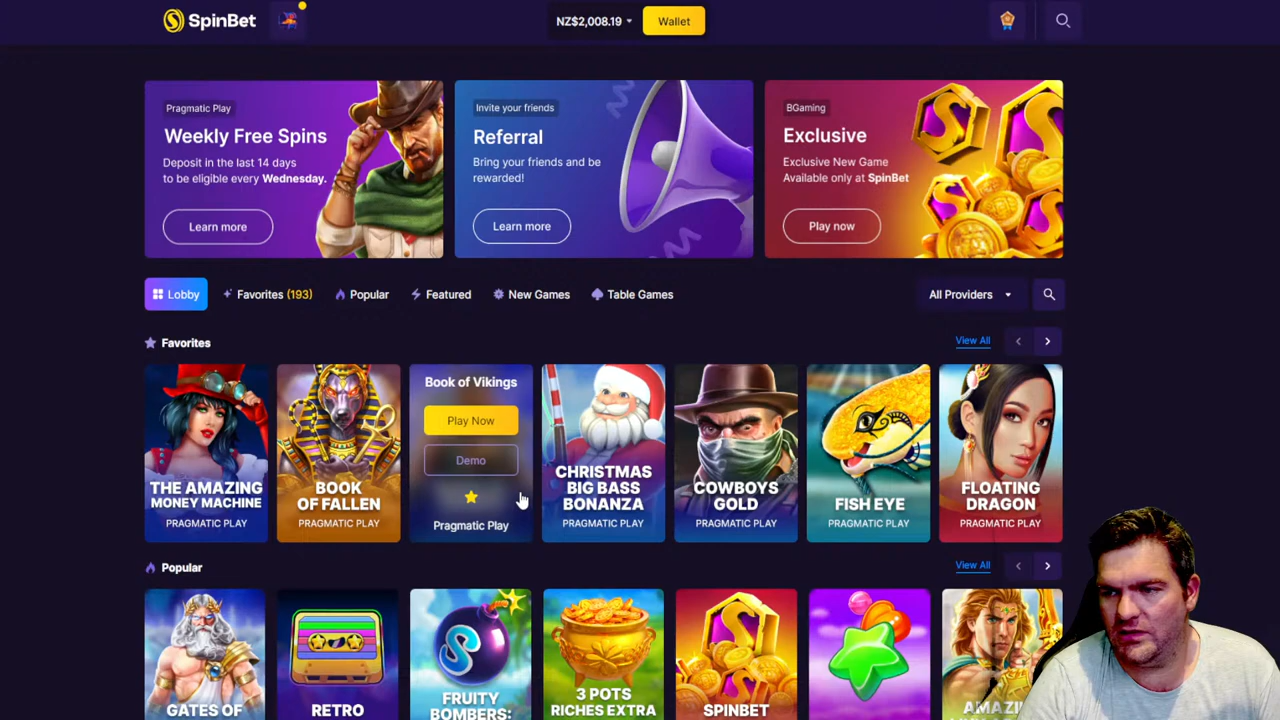 SpinBet
NZ$2,008.19
Wallet
Pragmatic Play
Weekly Free Spins
Deposit in the last 14 days
to be eligible every Wednesday.
Learn more
Invite your friends
Referral
Bring your friends and be
rewarded!
Learn more
BGaming
Exclusive
Exclusive New Game
Available only at SpinBet
Play now
Lobby
Favorites (193)
Popular
Featured
New Games
Table Games
All Providers
Favorites
View All
THE AMAZING
MONEY MACHINE
PRAGMATIC PLAY
BOOK
OF FALLEN
PRAGMATIC PLAY
Book of Vikings
Play Now
Demo
Pragmatic Play
CHRISTMAS
BIG BASS
BONANZA
PRAGMATIC PLAY
COWBOYS
GOLD
PRAGMATIC PLAY
FISH EYE
PRAGMATIC PLAY
FLOATING
DRAGON
PRAGMATIC PLAY
Popular
View All
GATES OF
RETRO
FRUITY
BOMBERS:
3 POTS
RICHES EXTRA
SPINBET